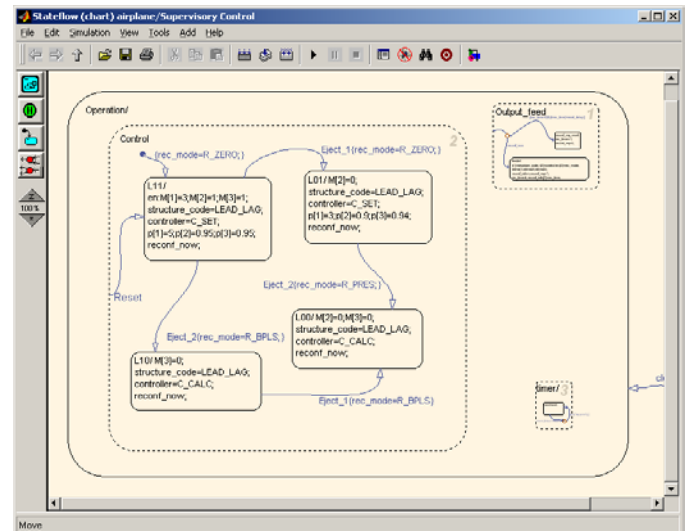 Stateflow (chart) airplane/Supervisory Control
File Edit Simulation View Tools Add Help
100%
Operation/
Output_feed
1
Control
2
{rec_mode=R_ZERO;}
Eject_1{rec_mode=R_ZERO;}
L11/
en:M[1]=3;M[2]=1;M[3]=1;
structure_code=LEAD_LAG;
controller=C_SET;
p[1]=5;p[2]=0.95;p[3]=0.95;
reconf_now;
L01/ M[2]=0;
structure_code=LEAD_LAG;
controller=C_SET;
p[1]=3;p[2]=0.9;p[3]=0.94;
reconf_now;
Reset
Eject_2{rec_mode=R_PRES;}
Eject_2{rec_mode=R_BPLS;}
L00/ M[2]=0;M[3]=0;
structure_code=LEAD_LAG;
controller=C_CALC;
reconf_now;
L10/ M[3]=0;
structure_code=LEAD_LAG;
controller=C_CALC;
reconf_now;
Eject_1{rec_mode=R_BPLS}
timer/
3
Move